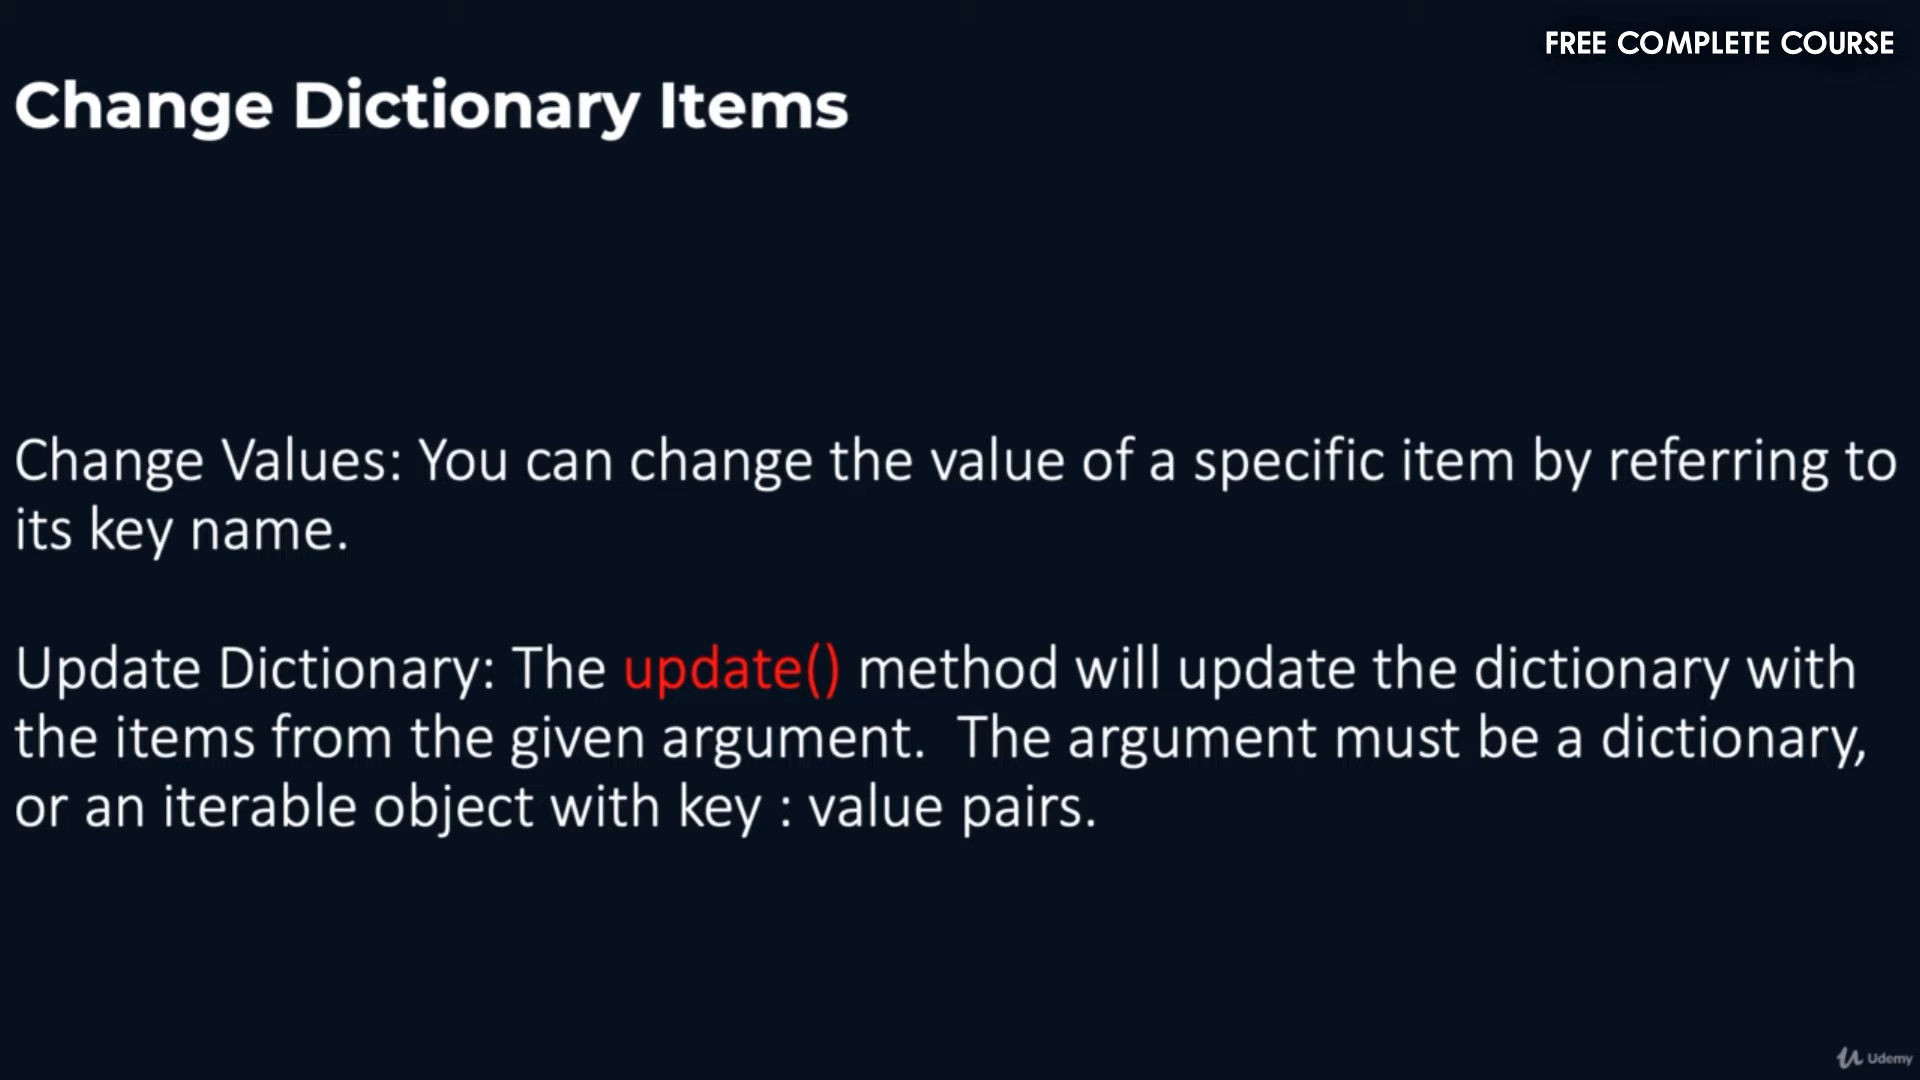 FREE COMPLETE COURSE
Change Dictionary Items
Change Values: You can change the value of a specific item by referring to
its key name.
Update Dictionary: The update() method will update the dictionary with
the items from the given argument.  The argument must be a dictionary,
or an iterable object with key : value pairs.
Udemy